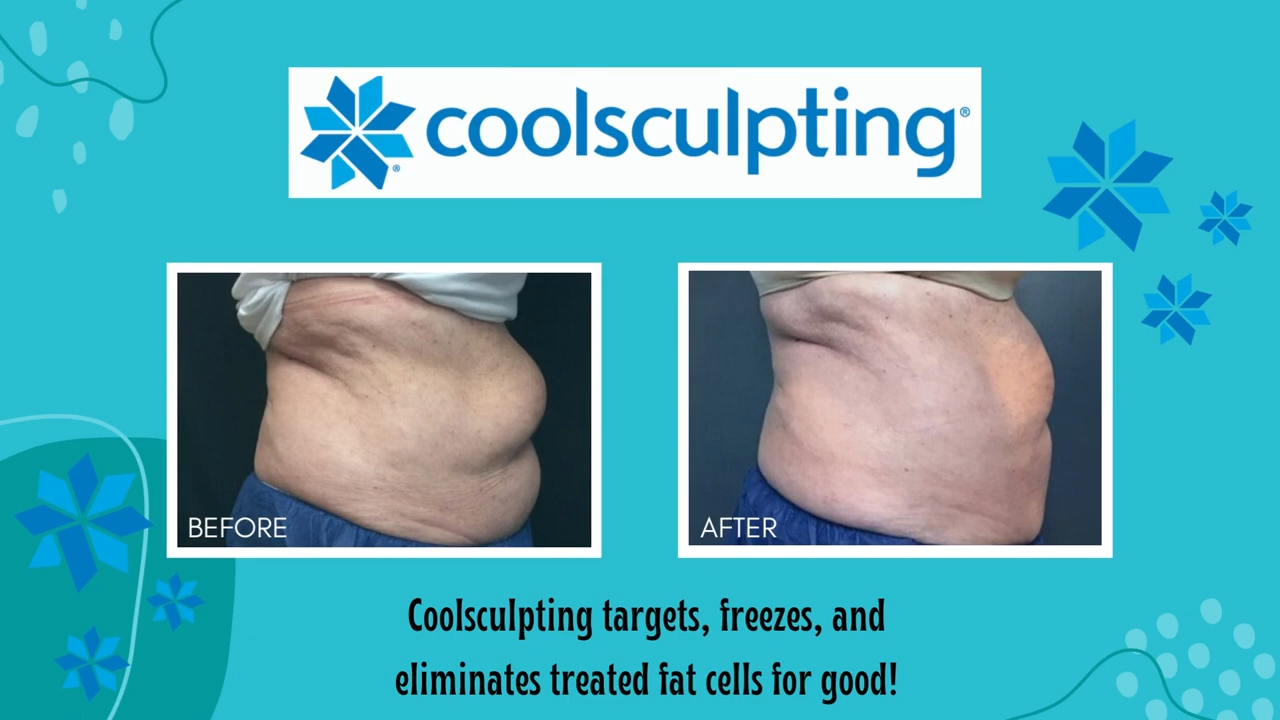 coolsculpting®
BEFORE
AFTER
Coolsculpting targets, freezes, and
eliminates treated fat cells for good!